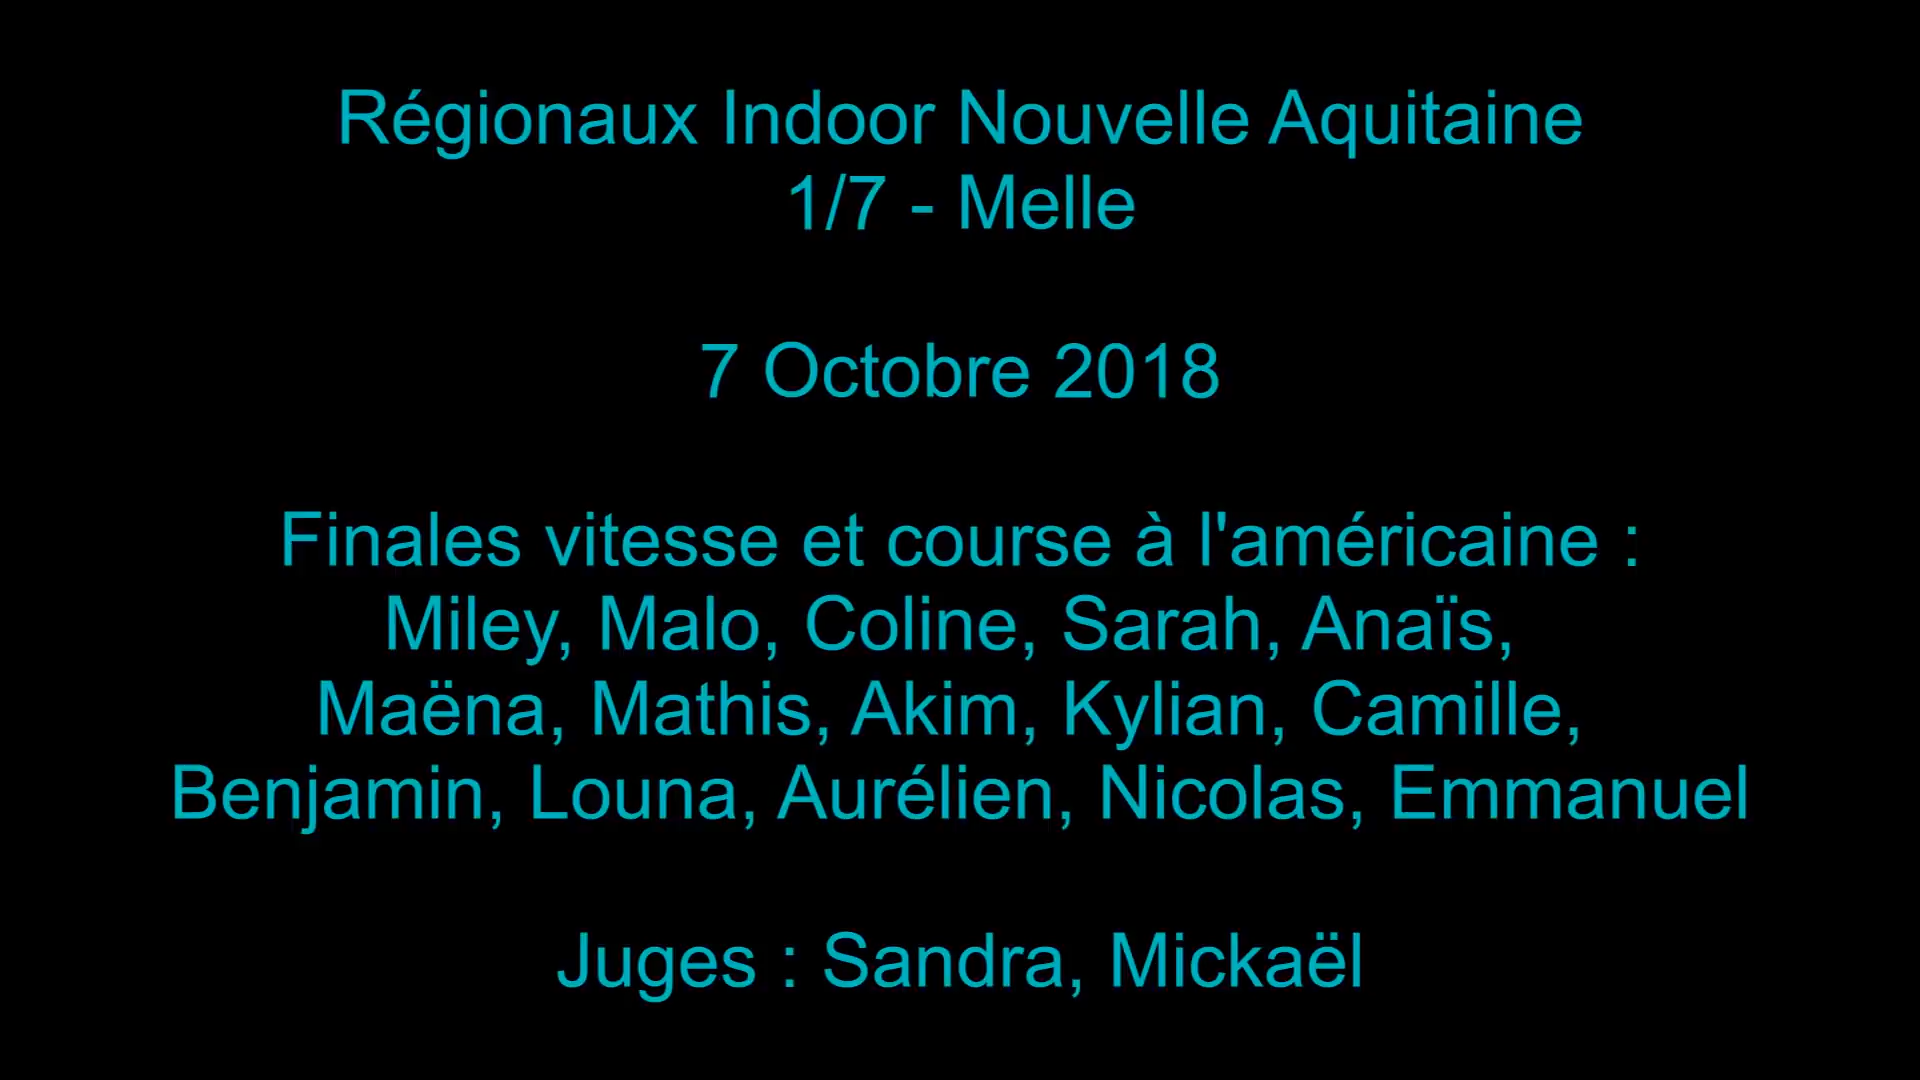 Régionaux Indoor Nouvelle Aquitaine
1/7 - Melle
7 Octobre 2018
Finales vitesse et course à l'américaine :
Miley, Malo, Coline, Sarah, Anaïs,
Maëna, Mathis, Akim, Kylian, Camille,
Benjamin, Louna, Aurélien, Nicolas, Emmanuel
Juges : Sandra, Mickaël